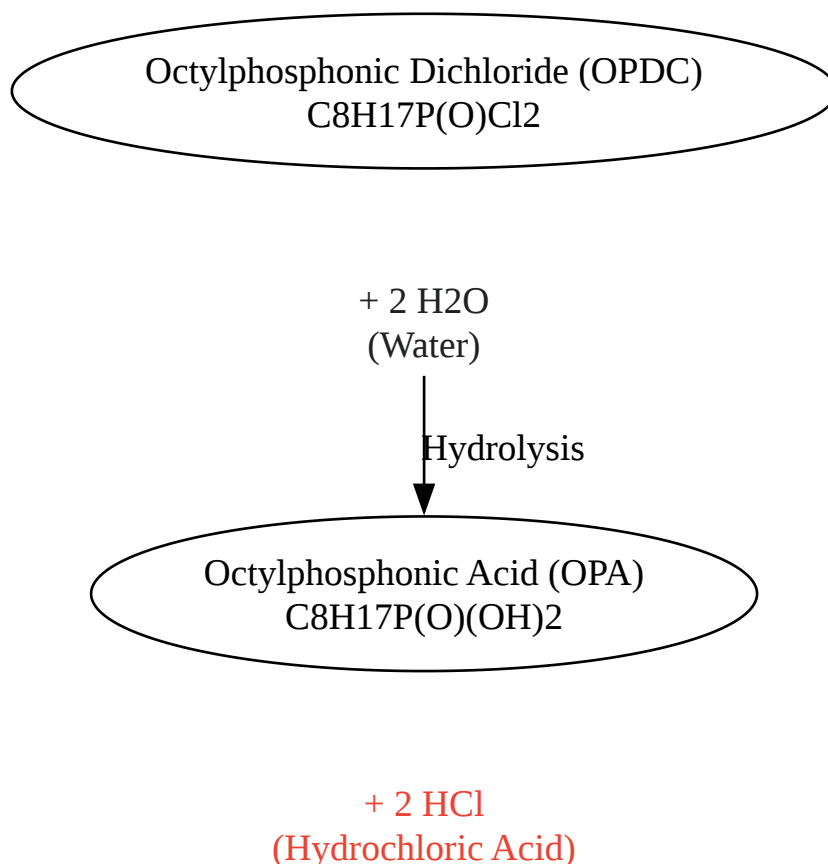 Octylphosphonic Dichloride (OPDC)
C8H17P(O)Cl2
+ 2 H2O
(Water)
Hydrolysis
Octylphosphonic Acid (OPA)
C8H17P(O)(OH)2
+ 2 HCl
(Hydrochloric Acid)